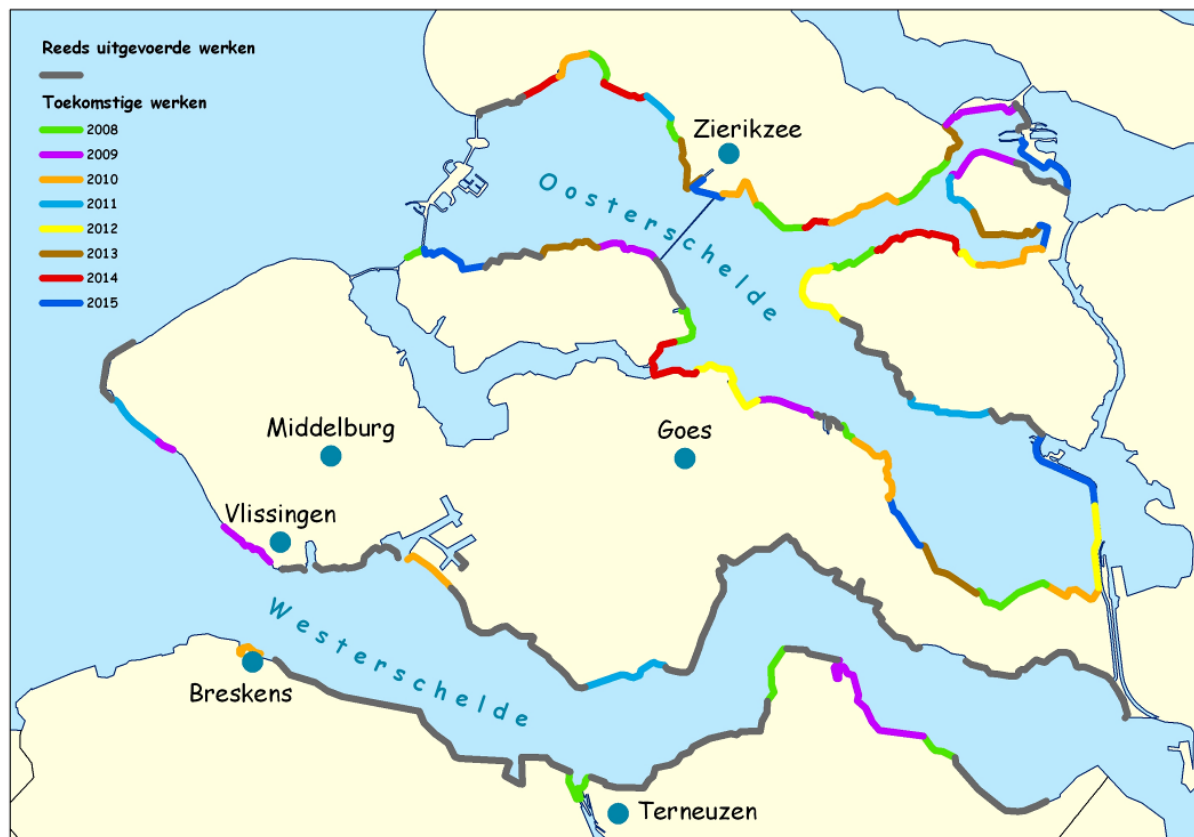 Reeds uitgevoerde werken
Toekomstige werken
2008
2009
2010
2011
2012
2013
2014
2015
Zierikzee
Oosterschelde
Middelburg
Goes
Vlissingen
Westerschelde
Breskens
Terneuzen